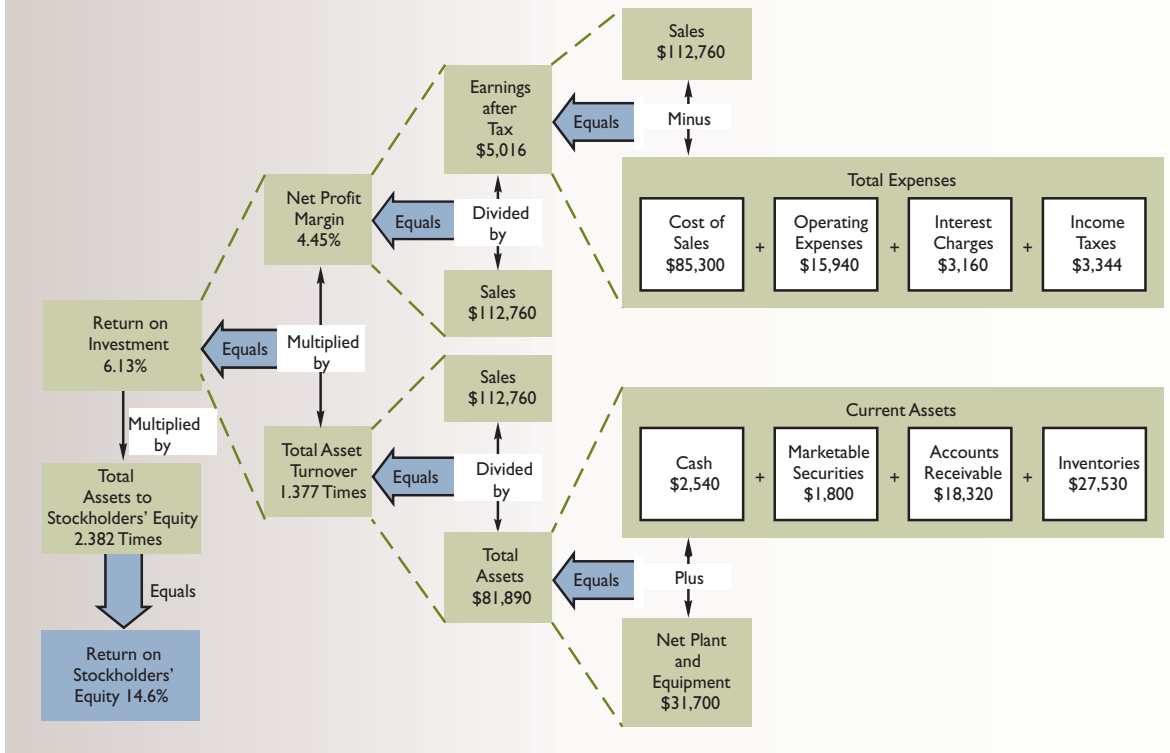 Sales
$112,760
Minus
Earnings
after
Tax
$5,016
Equals
Total Expenses
Cost of
Sales
$85,300
+
Operating
Expenses
$15,940
+
Interest
Charges
$3,160
+
Income
Taxes
$3,344
Net Profit
Margin
4.45%
Equals
Divided
by
Sales
$112,760
Return on
Investment
6.13%
Equals
Multiplied
by
Sales
$112,760
Total Asset
Turnover
1.377 Times
Equals
Divided
by
Current Assets
Cash
$2,540
+
Marketable
Securities
$1,800
+
Accounts
Receivable
$18,320
+
Inventories
$27,530
Multiplied
by
Total
Assets to
Stockholders’ Equity
2.382 Times
Total
Assets
$81,890
Equals
Plus
Net Plant
and
Equipment
$31,700
Equals
Return on
Stockholders’
Equity 14.6%